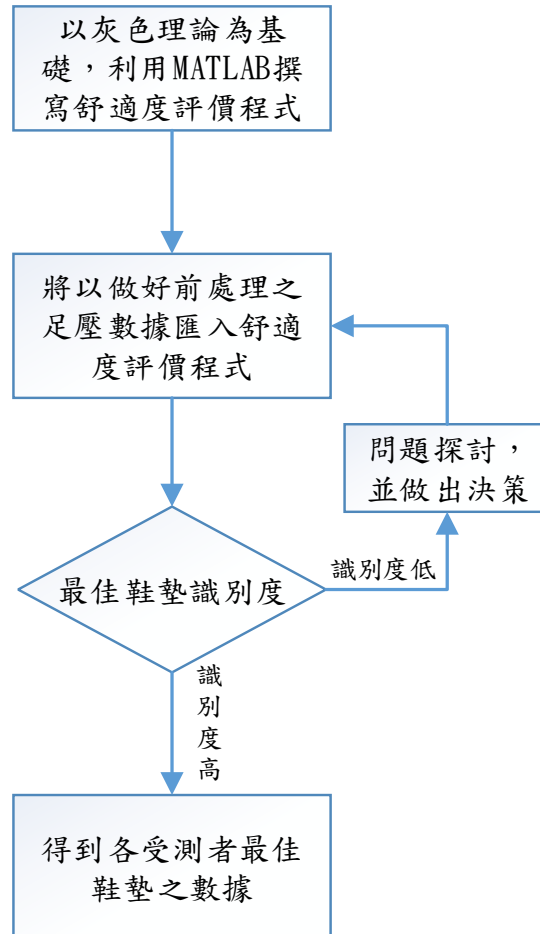 以灰色理論為基
礎，利用MATLAB撰
寫舒適度評價程式
將以做好前處理之
足壓數據匯入舒適
度評價程式
問題探討，
並做出決策
最佳鞋墊識別度
識別度低
識
別
度
高
得到各受測者最佳
鞋墊之數據